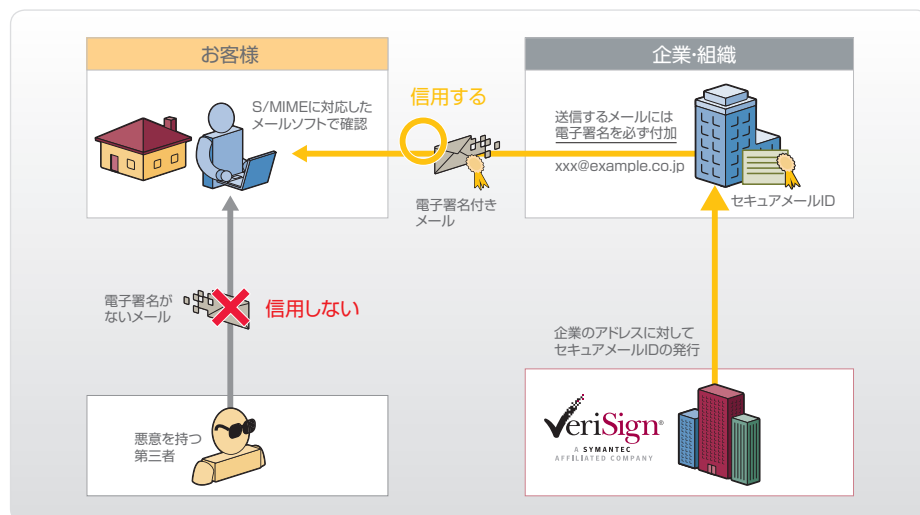 お客様
企業・組織
S/MIMEに対応した
メールソフトで確認
信用する
送信するメールには
電子署名を必ず付加
xxx@example.co.jp
セキュアメールID
電子署名付き
メール
電子署名が
ないメール
信用しない
企業のアドレスに対して
セキュアメールIDの発行
悪意を持つ
第三者
VeriSign®
A SYMANTEC
AFFILIATED COMPANY